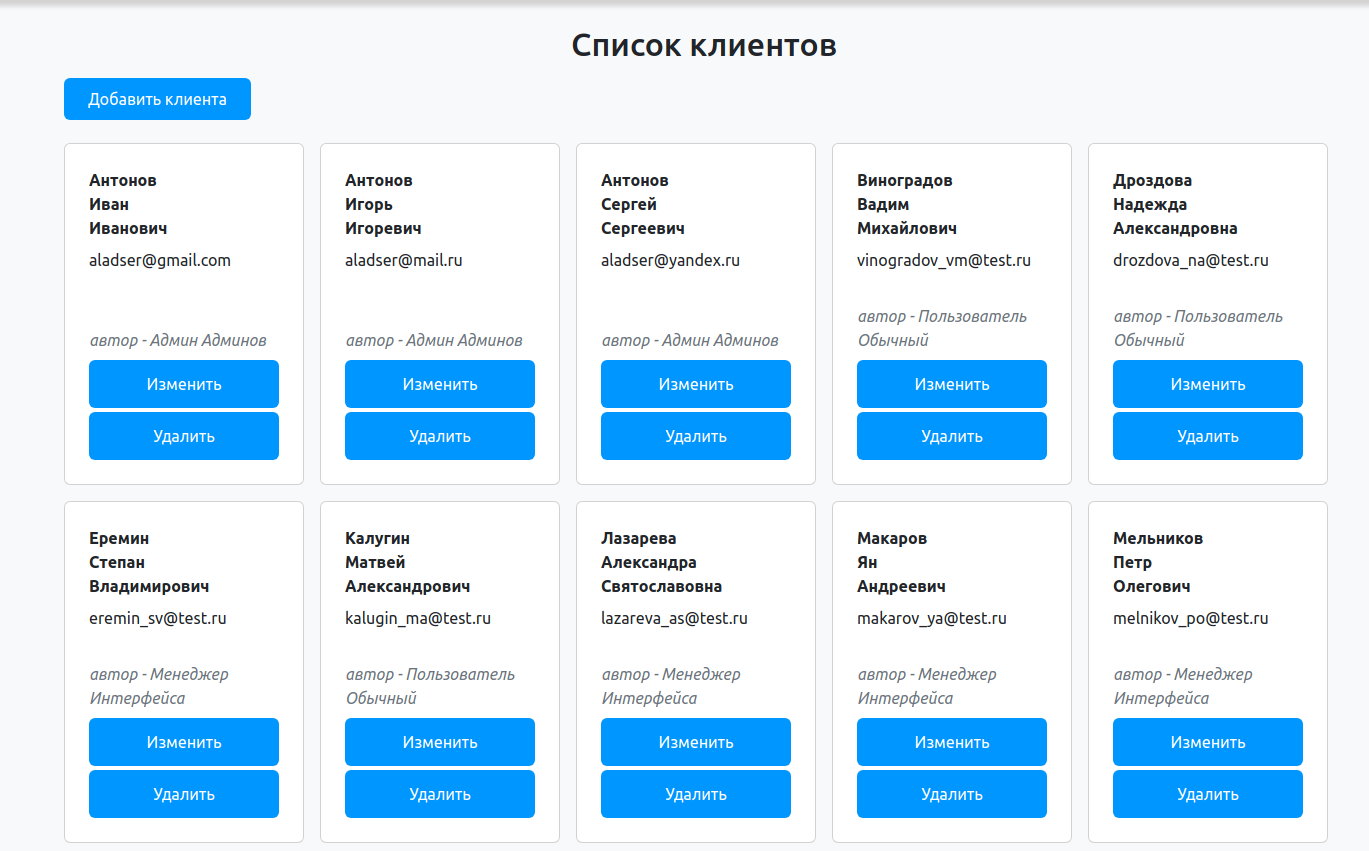 Список клиентов
Добавить клиента
Антонов
Иван
Иванович
aladser@gmail.com
автор - Админ Админов
Изменить
Удалить
Антонов
Игорь
Игоревич
aladser@mail.ru
автор - Админ Админов
Изменить
Удалить
Антонов
Сергей
Сергеевич
aladser@yandex.ru
автор - Админ Админов
Изменить
Удалить
Виноградов
Вадим
Михайлович
vinogradov_vm@test.ru
автор - Пользователь
Обычный
Изменить
Удалить
Дроздова
Надежда
Александровна
drozdova_na@test.ru
автор - Пользователь
Обычный
Изменить
Удалить
Еремин
Степан
Владимирович
eremin_sv@test.ru
автор - Менеджер
Интерфейса
Изменить
Удалить
Калугин
Матвей
Александрович
kalugin_ma@test.ru
автор - Пользователь
Обычный
Изменить
Удалить
Лазарева
Александра
Святославовна
lazareva_as@test.ru
автор - Менеджер
Интерфейса
Изменить
Удалить
Макаров
Ян
Андреевич
makarov_ya@test.ru
автор - Менеджер
Интерфейса
Изменить
Удалить
Мельников
Петр
Олегович
melnikov_po@test.ru
автор - Менеджер
Интерфейса
Изменить
Удалить